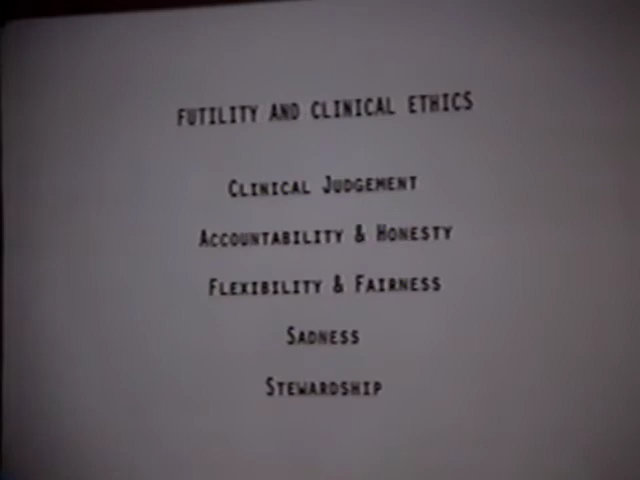 FUTILITY AND CLINICAL ETHICS
CLINICAL JUDGEMENT
ACCOUNTABILITY & HONESTY
FLEXIBILITY & FAIRNESS
SADNESS
STEWARDSHIP